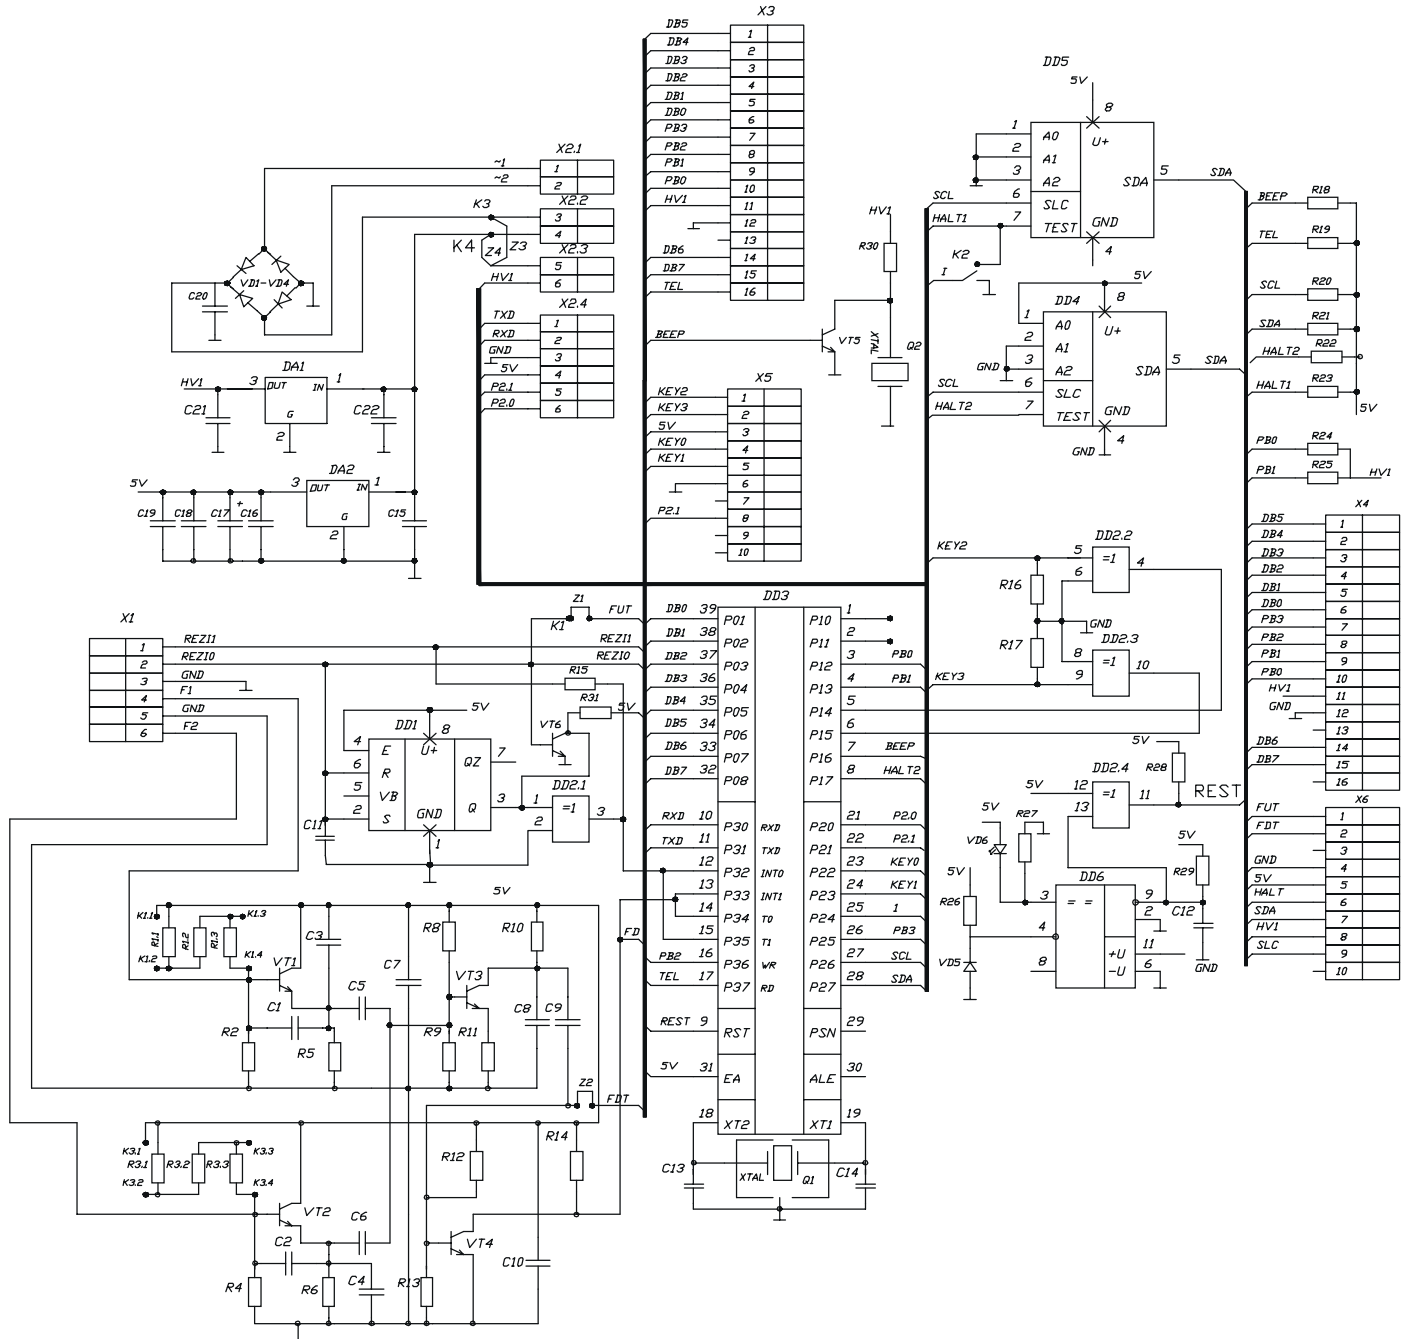 X3
DB5 1
DB4 2
DB3 3
DB2 4
DB1 5
DB0 6
PB3 7
PB2 8
PB1 9
PB0 10
HV1 11
12
13
DB6 14
DB7 15
TEL 16
X2.1
~1 1
~2 2
X2.2
K3 3
4
K4 Z4 Z3
X2.3
5
HV1 6
X2.4
TXD 1
RXD 2
GND 3
5V 4
P2.1 5
P2.0 6
VD1-VD4
C20
DA1
HV1 3 OUT IN 1
G
2
C21 C22
DA2
5V 3 OUT IN 1
G
2
C19 C18 C17 + C16 C15
BEEP VT5
HV1
R30
XTAL Q2
X5
KEY2 1
KEY3 2
5V 3
KEY0 4
KEY1 5
6
7
P2.1 8
9
10
DD5
5V 8
1 A0 U+
2 A1
3 A2 SDA 5 SDA
SCL 6 SLC
HALT1 7 TEST GND
4
K2
I
DD4
5V
8
1 A0 U+
2 A1
GND 3 A2 SDA 5 SDA
SCL 6 SLC
HALT2 7 TEST GND
GND 4
BEEP R18
TEL R19
SCL R20
SDA R21
HALT2 R22
HALT1 R23
5V
PB0 R24
PB1 R25 HV1
X4
DB5 1
DB4 2
DB3 3
DB2 4
DB1 5
DB0 6
PB3 7
PB2 8
PB1 9
PB0 10
HV1 11
GND 12
13
DB6 14
DB7 15
16
X6
FUT 1
FDT 2
3
GND 4
5V 5
HALT 6
SDA 7
HV1 8
SLC 9
10
KEY2 5 DD2.2
=1 4
6
R16
GND
R17
DD2.3
8 =1 10
KEY3 9
DD2.4
5V 12 =1
13 11
5V R28
REST
5V R27
VD6
5V
R26
VD5
DD6
3 = = 9
4 2
+U 11
8 -U 6
5V
R29
C12
GND
DD3
DB0 39 P01 P10 1
DB1 38 P02 P11 2
DB2 37 P03 P12 3 PB0
DB3 36 P04 P13 4 PB1
DB4 35 P05 P14 5
DB5 34 P06 P15 6
DB6 33 P07 P16 7 BEEP
DB7 32 P08 P17 8 HALT2
RXD 10 P30 RXD P20 21 P2.0
TXD 11 P31 TXD P21 22 P2.1
12 P32 INT0 P22 23 KEY0
13 P33 INT1 P23 24 KEY1
14 P34 T0 P24 25 1
15 P35 T1 P25 26 PB3
PB2 16 P36 WR P26 27 SCL
TEL 17 P37 RD P27 28 SDA
REST 9 RST PSN 29
5V 31 EA ALE 30
18 XT2 XT1 19
C13 XTAL Q1 C14
X1
1 REZI1
2 REZI0
3 GND
4 F1
5 GND
6 F2
Z1
K1 FUT
REZI1
REZI0
R15
R31 5V
VT6
DD1
5V
8
4 E U+ QZ 7
6 R
5 VB Q 3
2 S GND
1
C11
DD2.1
1 =1 3
2
5V
K1.1 K1.3
R1.1 R1.2 R1.3
K1.2 K1.4
VT1
C3 C7
C1 C5
R2 R5
R8 R10
VT3
C8 C9
R9 R11
FD
Z2
FDT
K3.1 K3.3
R3.1 R3.2 R3.3
K3.2 K3.4
VT2
C6
C2
R4 R6 C4
R12 R14
VT4
R13 C10